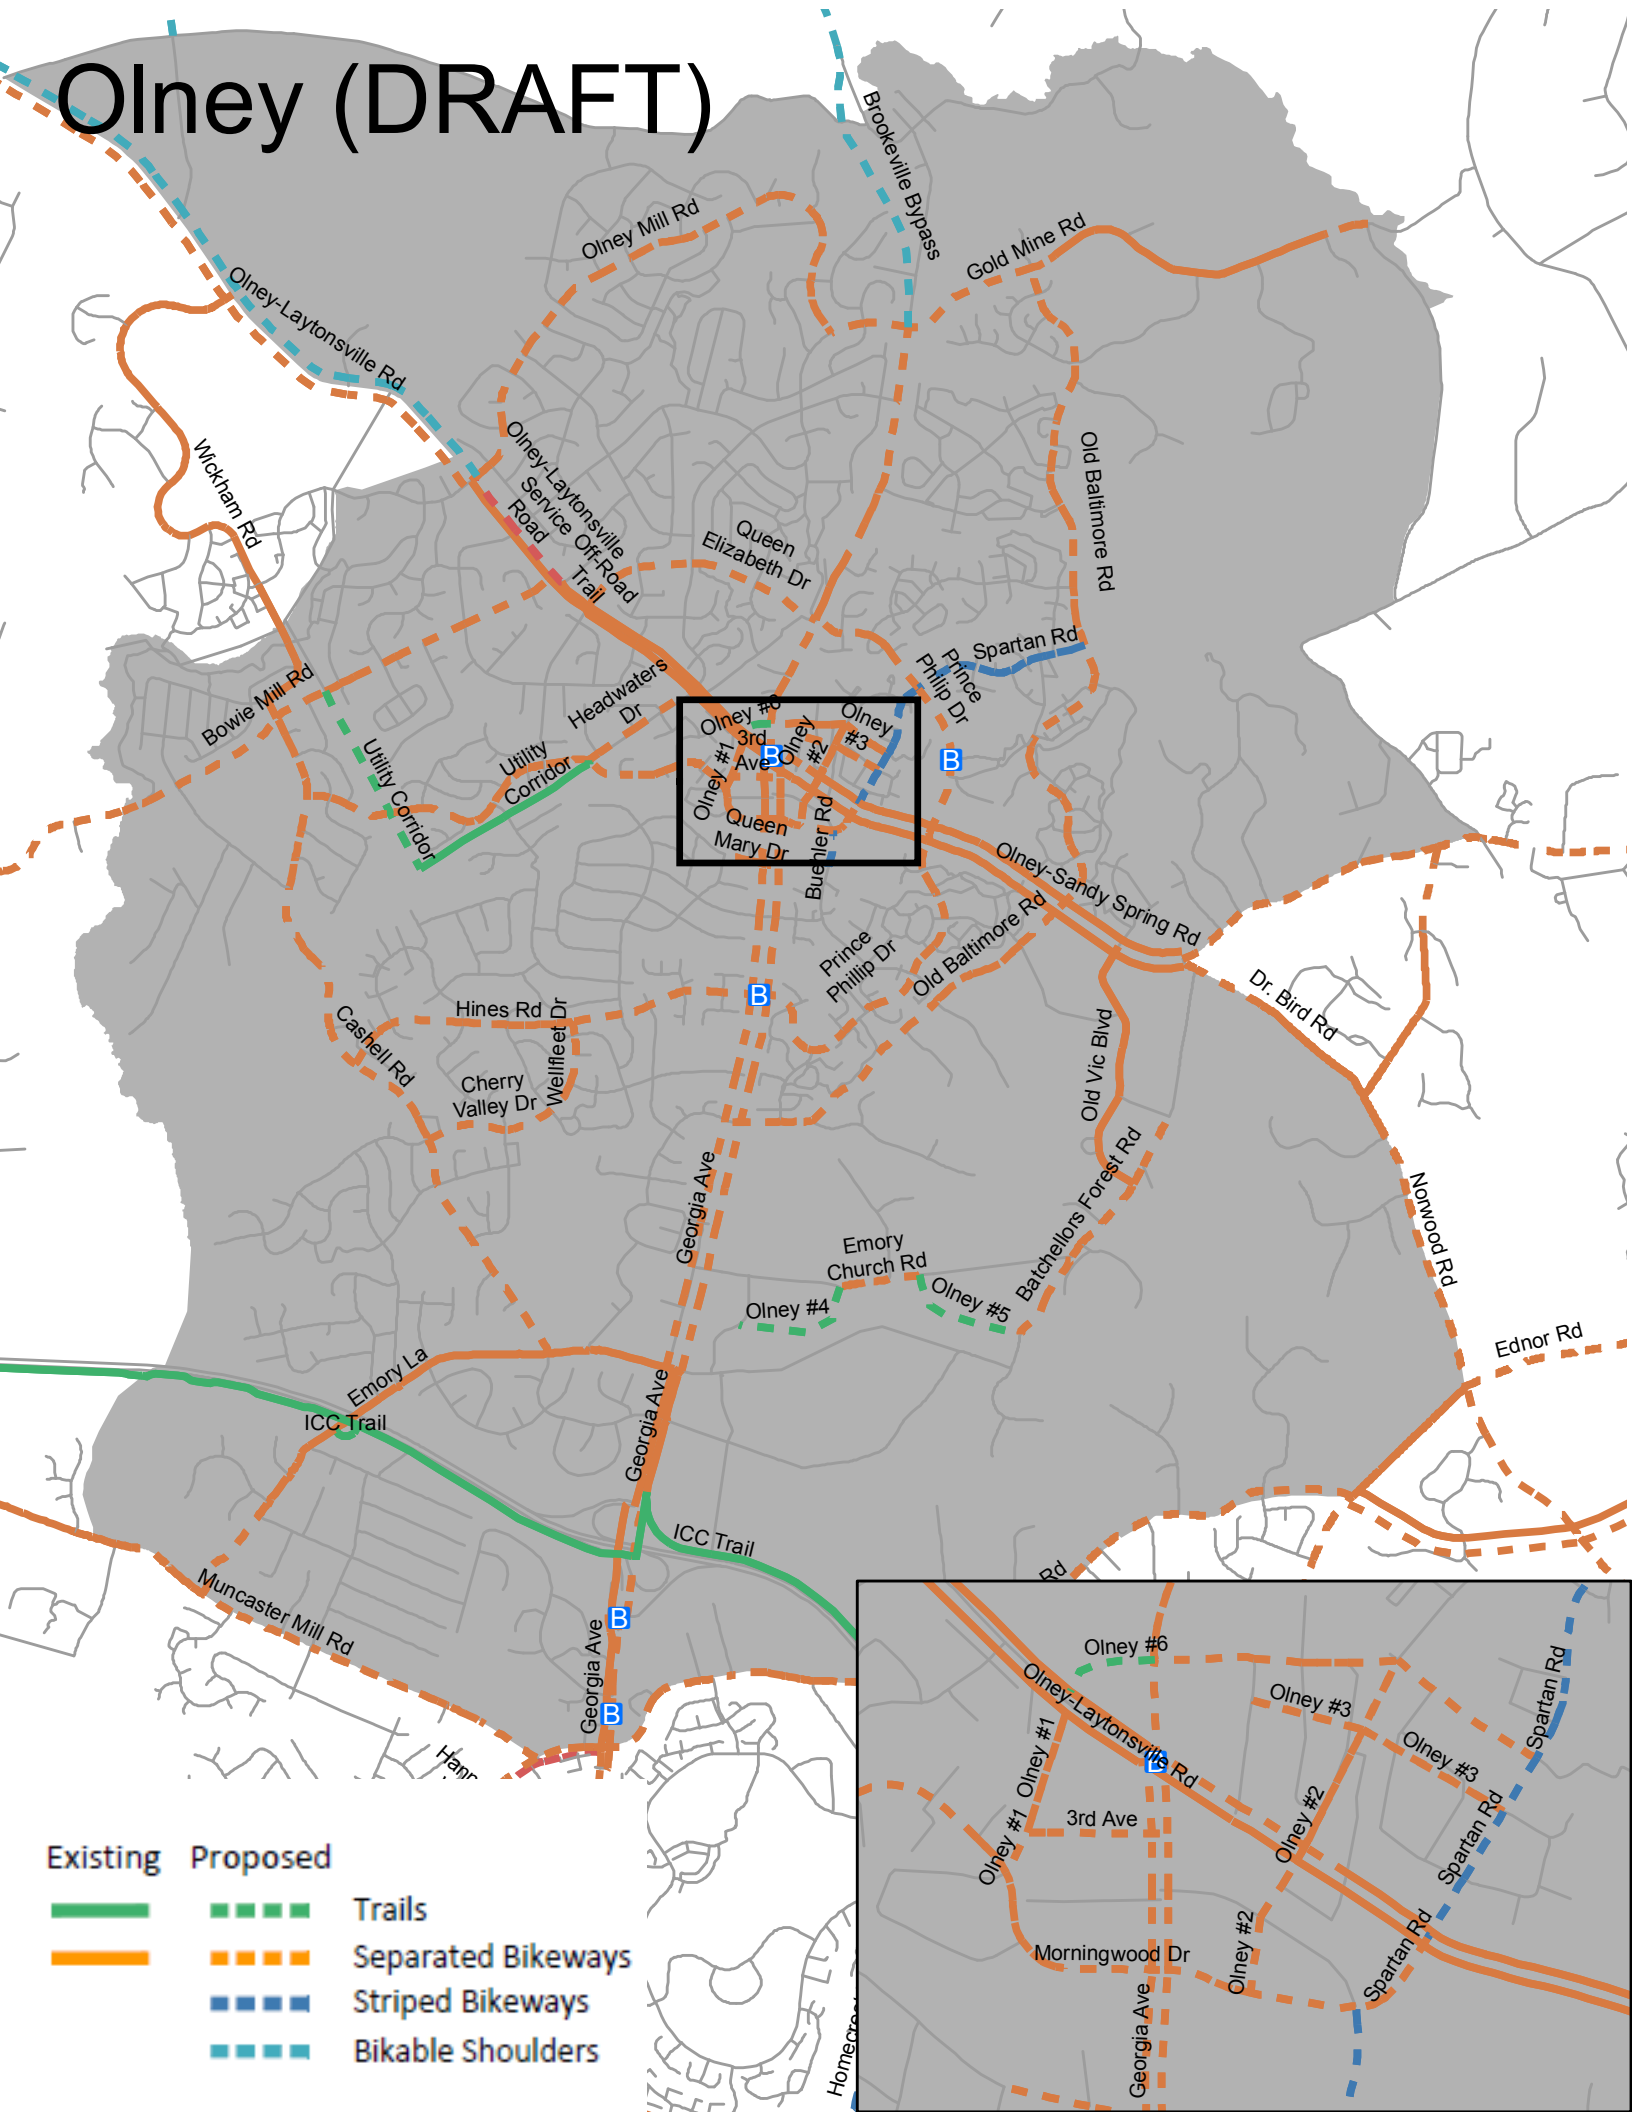 Olney (DRAFT)
Brookeville Bypass
Olney Mill Rd
Gold Mine Rd
Olney-Laytonsville Rd
Wickham Rd
Olney-Laytonsville
Service Off-Road
Road Trail
Queen
Elizabeth Dr
Old Baltimore Rd
Spartan Rd
Prince
Philip Dr
Bowie Mill Rd
Headwaters
Dr
Olney #6
Olney
#3
3rd
Ave
B
Olney
#2
Olney #1
B
Utility
Corridor
Utility Corridor
Queen
Mary Dr
Buehler Rd
Olney-Sandy Spring Rd
Old Baltimore Rd
Prince
Phillip Dr
Dr. Bird Rd
B
Hines Rd
Wellfleet Dr
Cashell Rd
Cherry
Valley Dr
Old Vic Blvd
Georgia Ave
Batchellors Forest Rd
Norwood Rd
Emory
Church Rd
Olney #4
Olney #5
Ednor Rd
Emory La
ICC Trail
Georgia Ave
ICC Trail
Rd
Muncaster Mill Rd
B
Georgia Ave
B
Olney #6
Olney-Laytonsville Rd
Olney #3
Spartan Rd
Olney #1
B
Olney #3
3rd Ave
Olney #2
Spartan Rd
Olney #1
Morningwood Dr
Olney #2
Spartan Rd
Georgia Ave
Existing Proposed
Trails
Separated Bikeways
Striped Bikeways
Bikable Shoulders